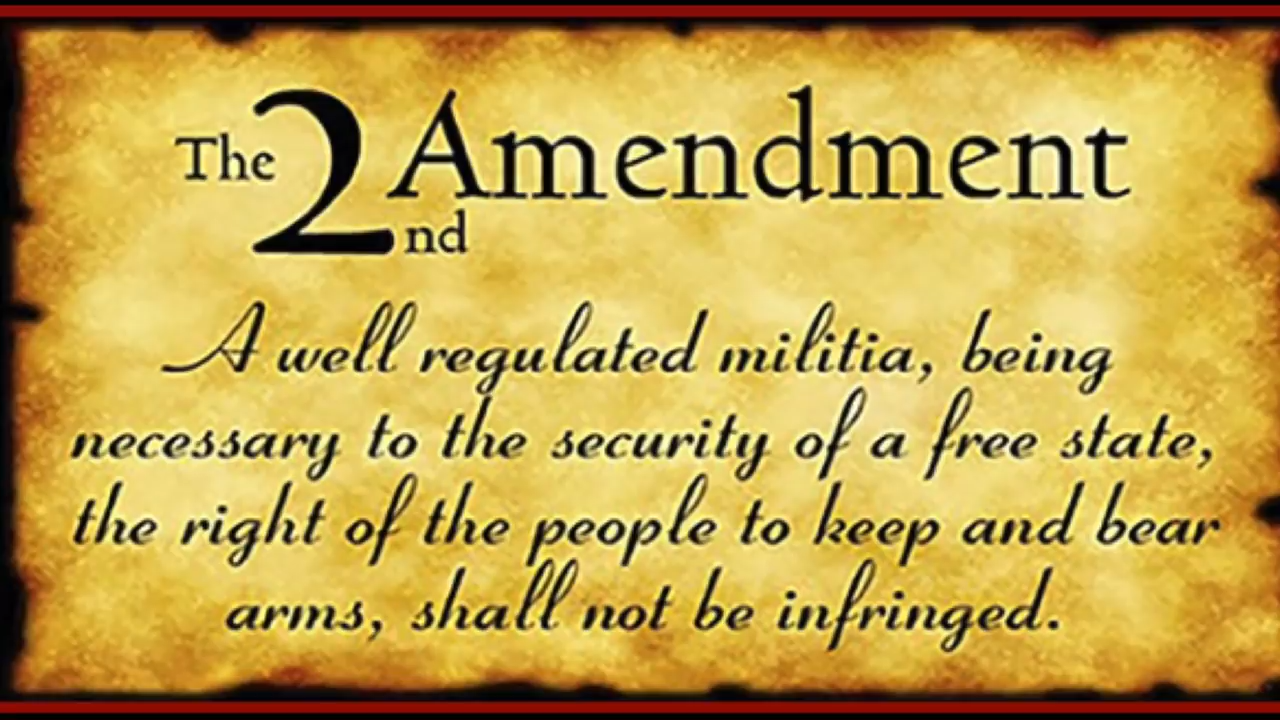 The 2nd Amendment
A well regulated militia, being
necessary to the security of a free state,
the right of the people to keep and bear
arms, shall not be infringed.